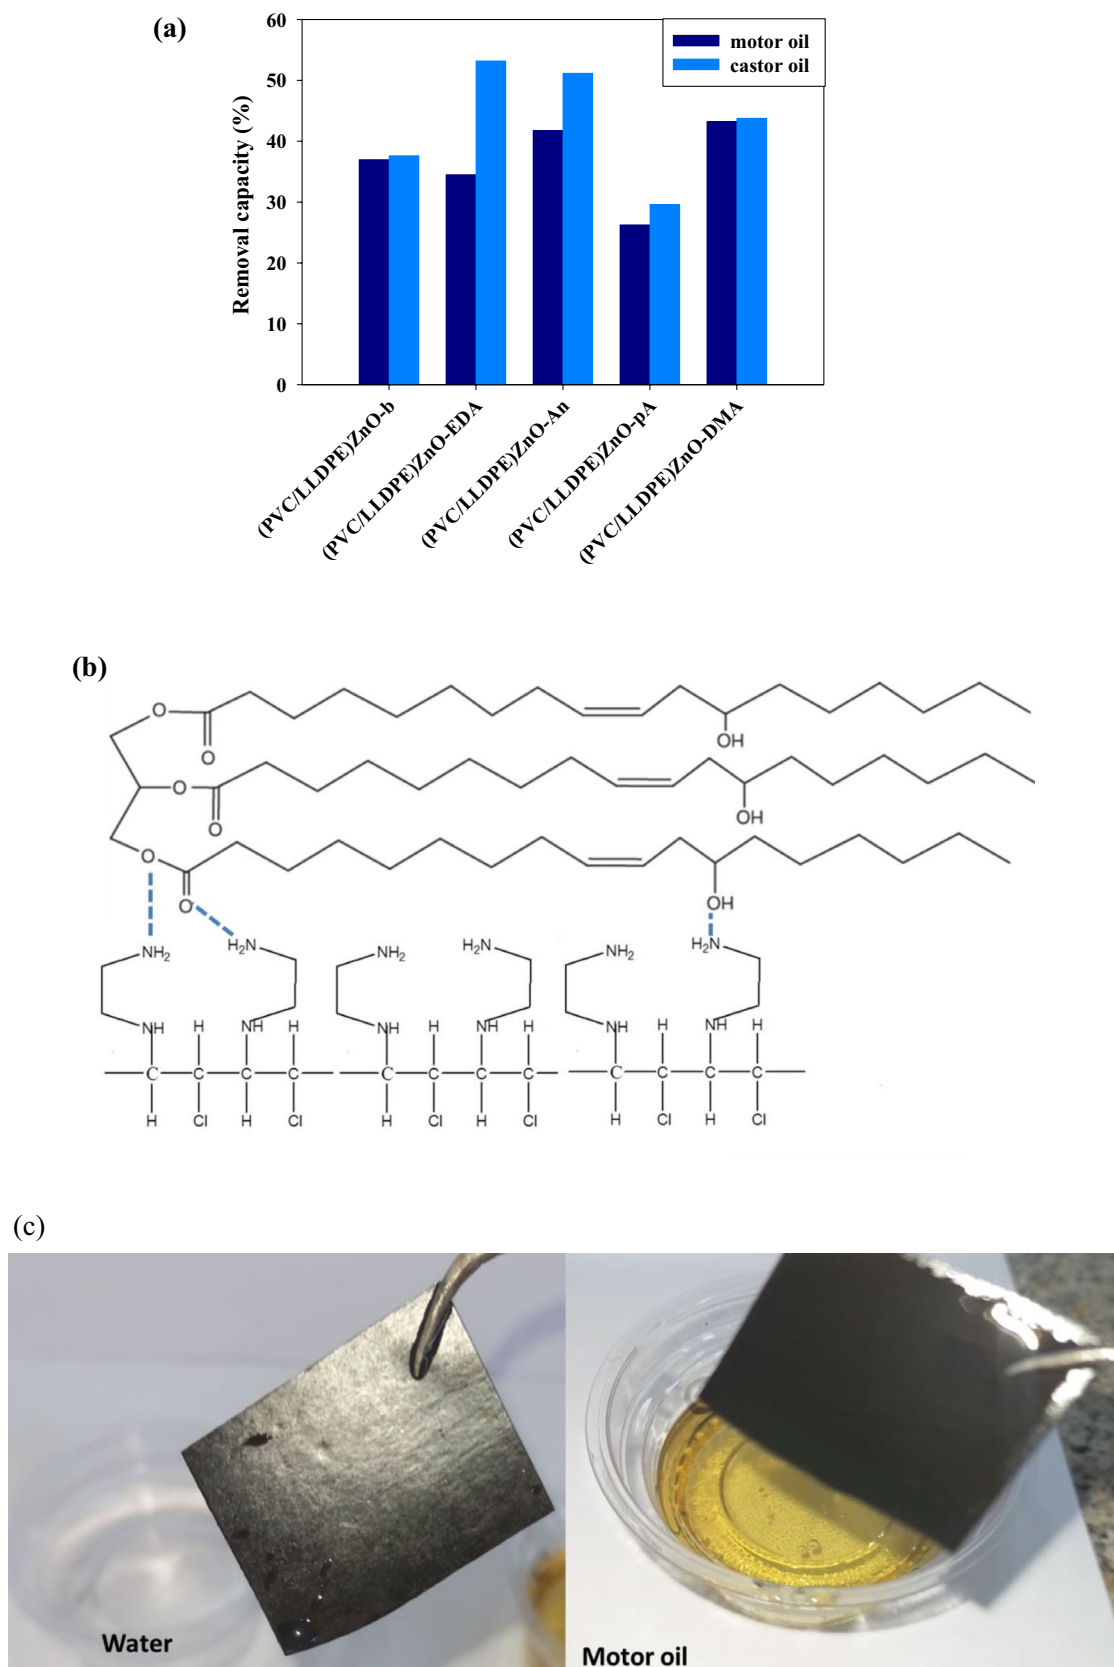 (a)
60
50
40
30
20
10
0
Removal capacity (%)
motor oil
castor oil
(PVC/LLDPE)ZnO-b
(PVC/LLDPE)ZnO-EDA
(PVC/LLDPE)ZnO-An
(PVC/LLDPE)ZnO-pA
(PVC/LLDPE)ZnO-DMA
(b)
O
O
OH
O
O
OH
O
O
OH
NH2 H2N NH2 H2N NH2 H2N
NH H NH H NH H NH H NH H NH H
C C C C C C C C C C C C
H Cl H Cl H Cl H Cl H Cl H Cl
(c)
Water
Motor oil